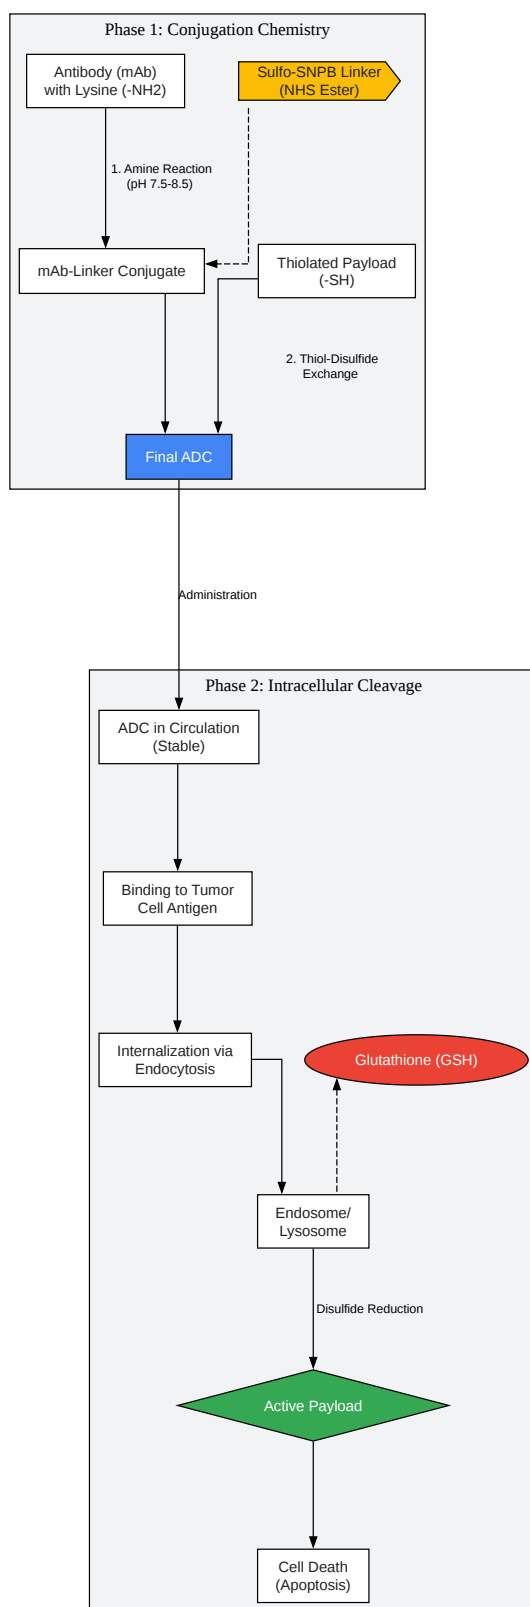 Phase 1: Conjugation Chemistry
Antibody (mAb)
with Lysine (-NH2)
Sulfo-SNPB Linker
(NHS Ester)
1. Amine Reaction
(pH 7.5-8.5)
mAb-Linker Conjugate
Thiolated Payload
(-SH)
2. Thiol-Disulfide
Exchange
Final ADC
Administration
Phase 2: Intracellular Cleavage
ADC in Circulation
(Stable)
Binding to Tumor
Cell Antigen
Internalization via
Endocytosis
Glutathione (GSH)
Endosome/
Lysosome
Disulfide Reduction
Active Payload
Cell Death
(Apoptosis)